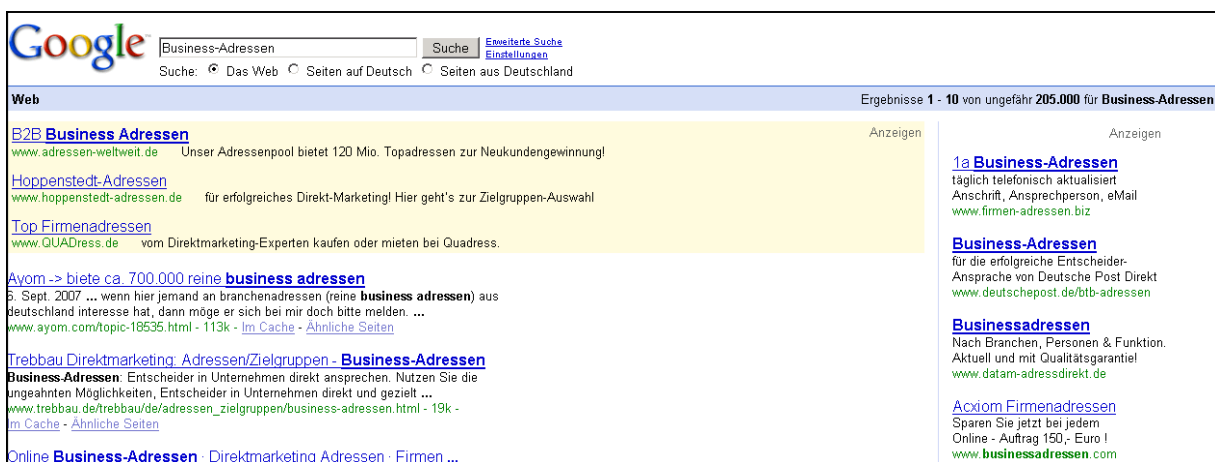 Google
Business-Adressen Suche Erweiterte Suche
Einstellungen
Suche: Das Web Seiten auf Deutsch Seiten aus Deutschland
Web Ergebnisse 1 - 10 von ungefähr 205.000 für Business-Adressen
Anzeigen
B2B Business Adressen
www.adressen-weltweit.de Unser Adressenpool bietet 120 Mio. Topadressen zur Neukundengewinnung!
Hoppenstedt-Adressen
www.hoppenstedt-adressen.de für erfolgreiches Direkt-Marketing! Hier geht's zur Zielgruppen-Auswahl
Top Firmenadressen
www.QUADress.de vom Direktmarketing-Experten kaufen oder mieten bei Quadress.
Ayom -> biete ca. 700.000 reine business adressen
6. Sept. 2007 ... wenn hier jemand an branchenadressen (reine business adressen) aus
deutschland interesse hat, dann möge er sich bei mir doch bitte melden. ...
www.ayom.com/topic-18535.html - 113k - Im Cache - Ähnliche Seiten
Trebbau Direktmarketing: Adressen/Zielgruppen - Business-Adressen
Business-Adressen: Entscheider in Unternehmen direkt ansprechen. Nutzen Sie die
ungeahnten Möglichkeiten, Entscheider in Unternehmen direkt und gezielt ...
www.trebbau.de/trebbau/de/adressen_zielgruppen/business-adressen.html - 19k -
Im Cache - Ähnliche Seiten
Online Business-Adressen · Direktmarketing Adressen · Firmen ...
Anzeigen
1a Business-Adressen
täglich telefonisch aktualisiert
Anschrift, Ansprechperson, eMail
www.firmen-adressen.biz
Business-Adressen
für die erfolgreiche Entscheider-
Ansprache von Deutsche Post Direkt
www.deutschepost.de/btb-adressen
Businessadressen
Nach Branchen, Personen & Funktion.
Aktuell und mit Qualitätsgarantie!
www.datam-adressdirekt.de
Acxiom Firmenadressen
Sparen Sie jetzt bei jedem
Online - Auftrag 150,- Euro !
www.businessadressen.com